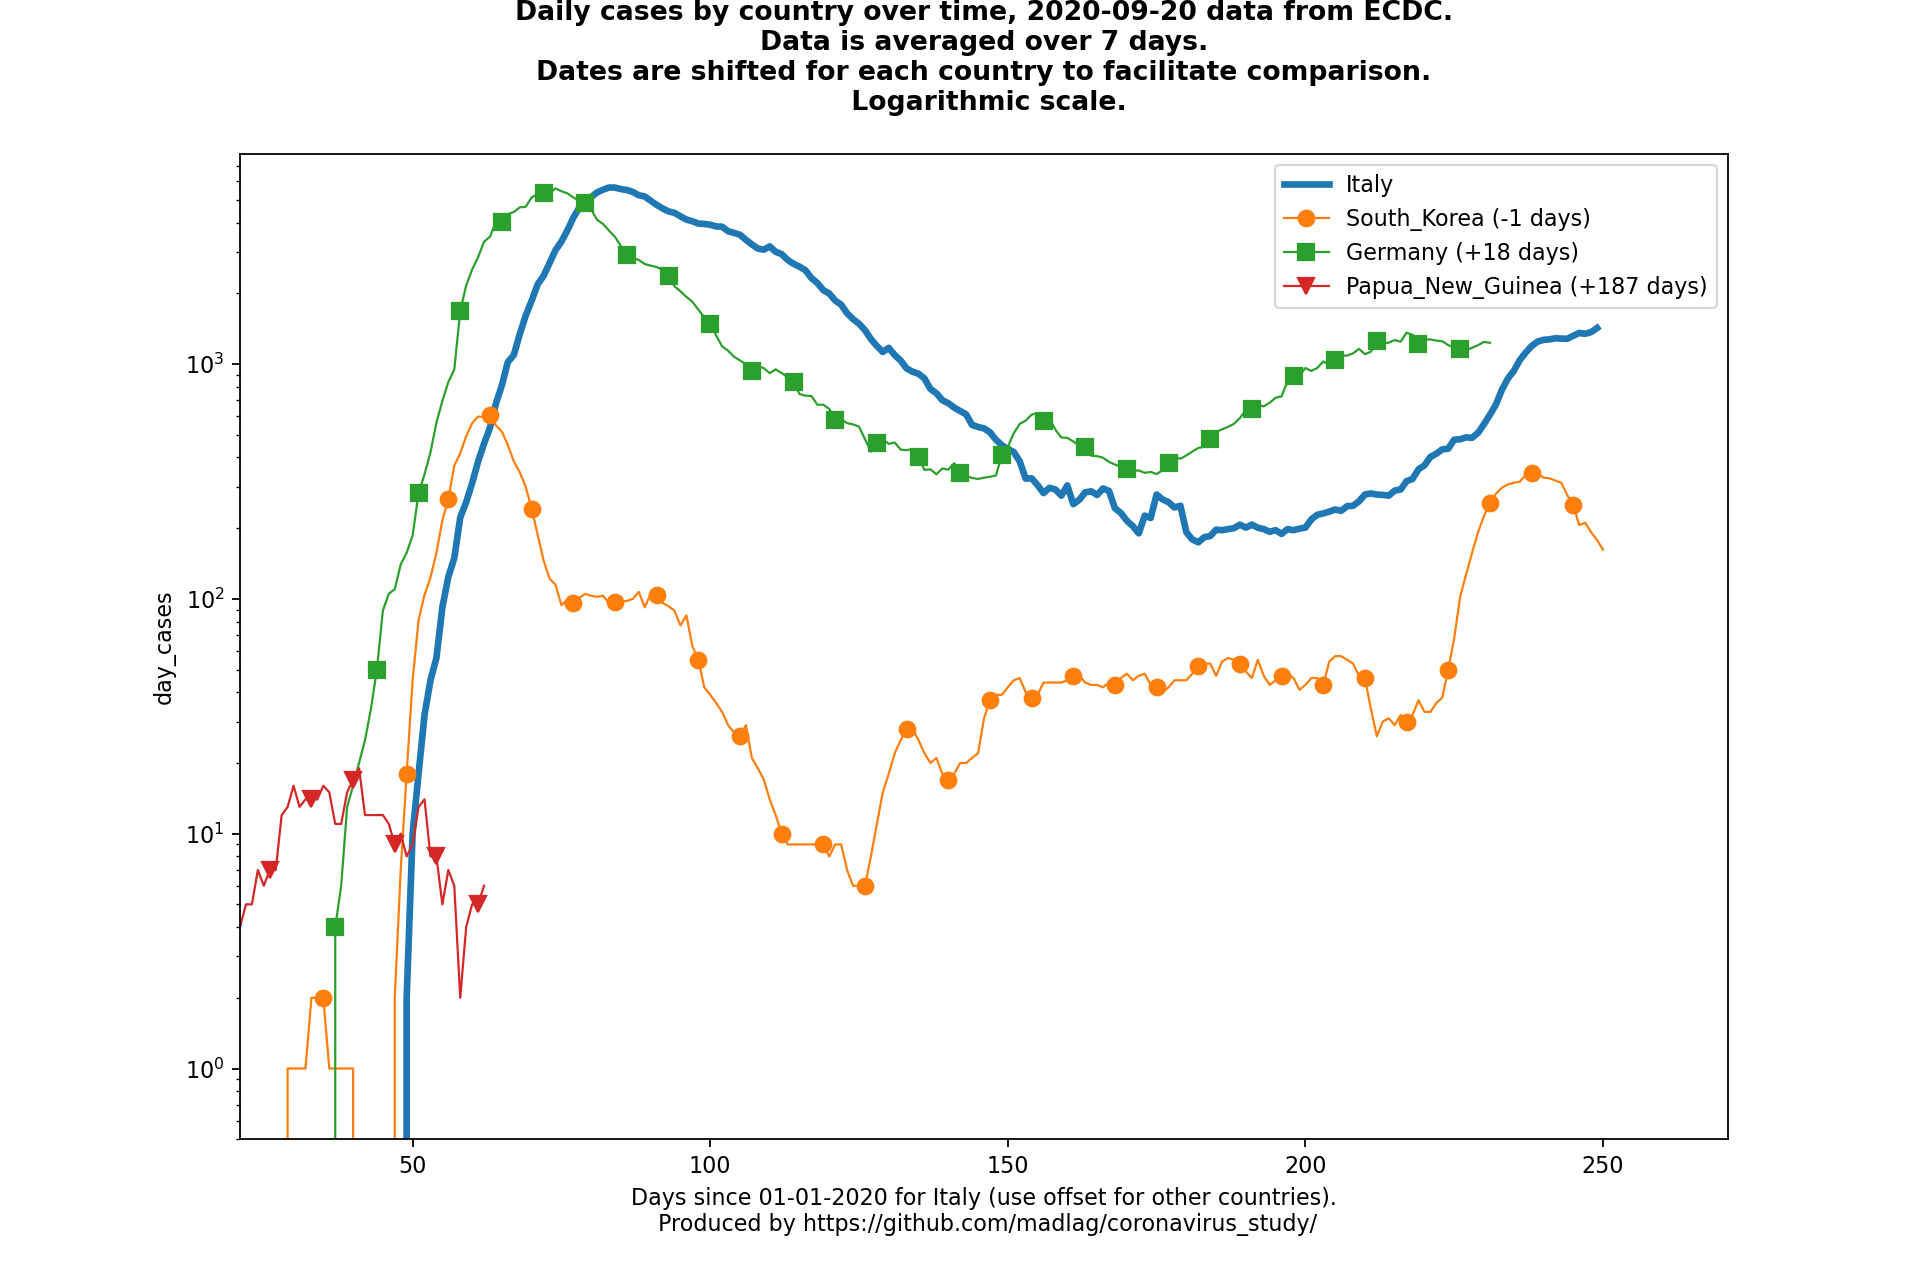 Daily cases by country over time, 2020-09-20 data from ECDC.
Data is averaged over 7 days.
Dates are shifted for each country to facilitate comparison.
Logarithmic scale.
Italy
South_Korea (-1 days)
Germany (+18 days)
Papua_New_Guinea (+187 days)
day_cases
10³
10²
10¹
10⁰
50 100 150 200 250
Days since 01-01-2020 for Italy (use offset for other countries).
Produced by https://github.com/madlag/coronavirus_study/